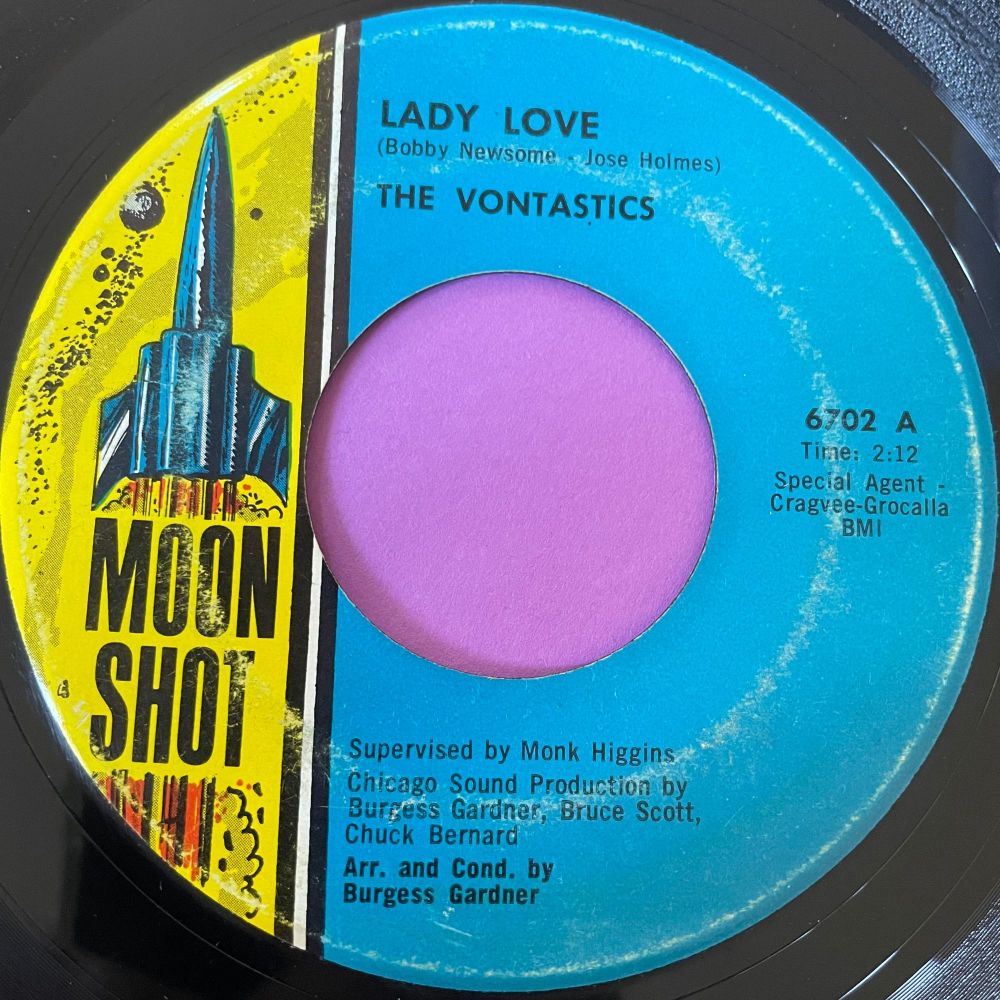 LADY LOVE
(Bobby Newsome - Jose Holmes)
THE VONTASTICS
6702 A
Time: 2:12
Special Agent -
Cragvee-Grocalla
BMI
MOON
SHOT
Supervised by Monk Higgins
Chicago Sound Production by
Burgess Gardner, Bruce Scott,
Chuck Bernard
Arr. and Cond. by
Burgess Gardner